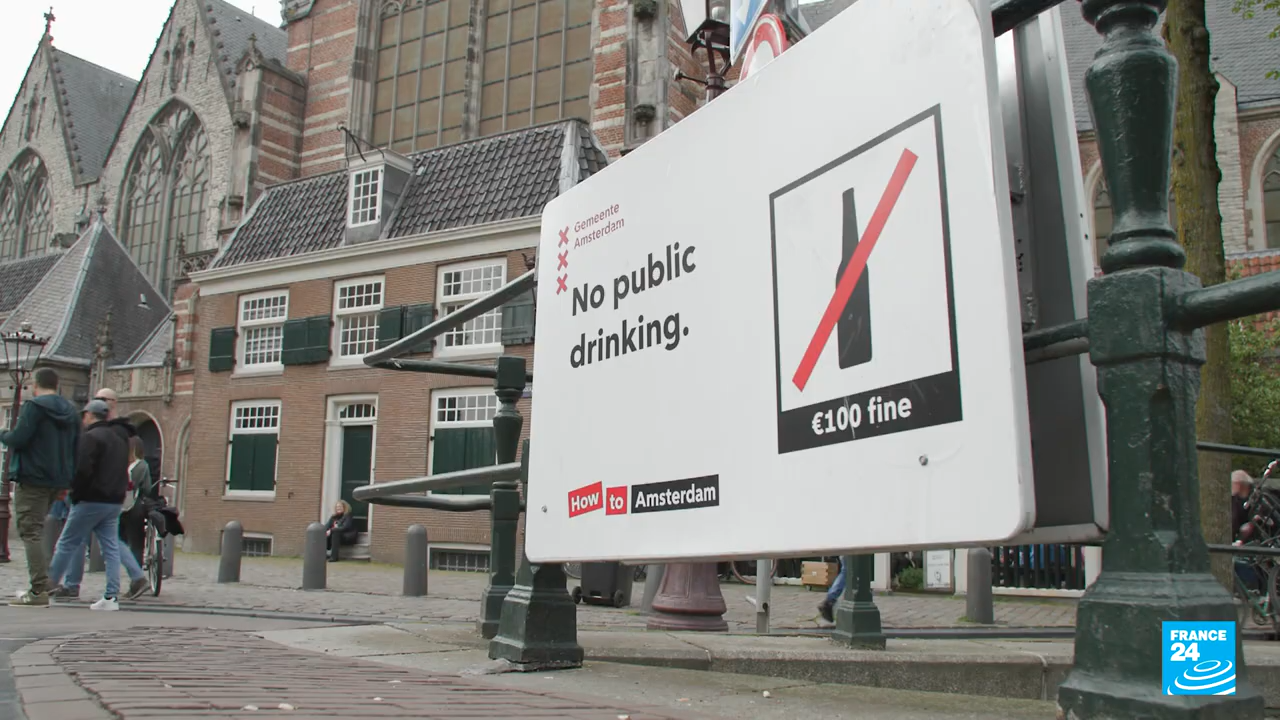 Gemeente
Amsterdam
No public
drinking.
€100 fine
How to Amsterdam
FRANCE
24